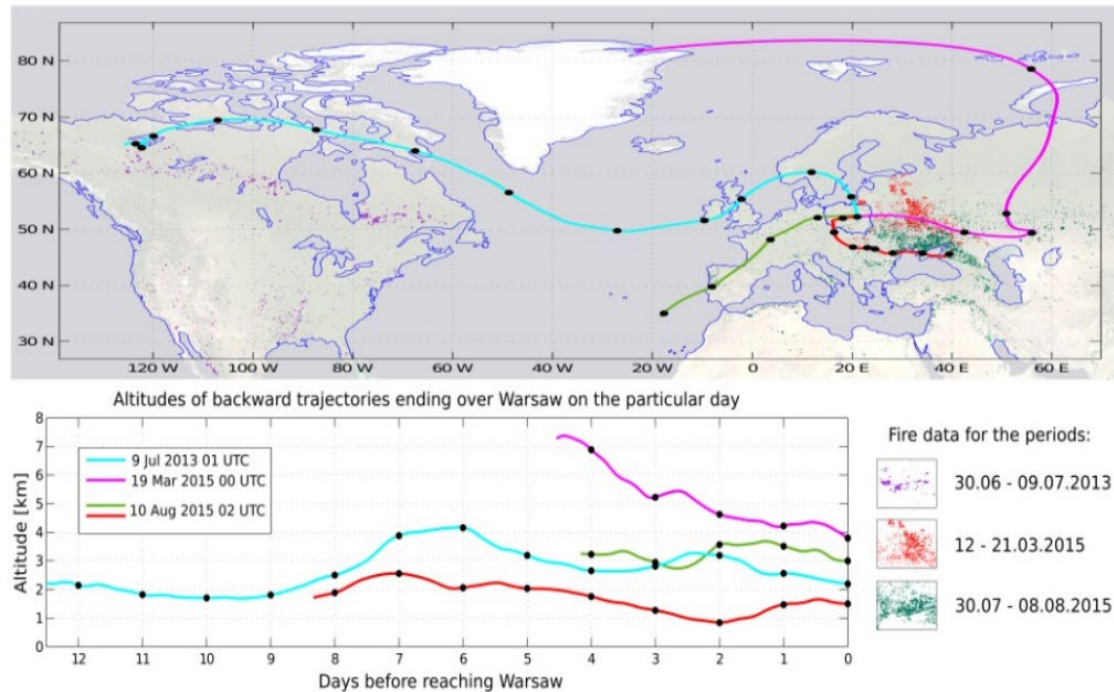 80 N
70 N
60 N
50 N
40 N
30 N
120 W 100 W 80 W 60 W 40 W 20 W 0 20 E 40 E 60 E
Altitudes of backward trajectories ending over Warsaw on the particular day
8
7
6
5
4
3
2
1
0
Altitude [km]
9 Jul 2013 01 UTC
19 Mar 2015 00 UTC
10 Aug 2015 02 UTC
12 11 10 9 8 7 6 5 4 3 2 1 0
Days before reaching Warsaw
Fire data for the periods:
30.06 - 09.07.2013
12 - 21.03.2015
30.07 - 08.08.2015